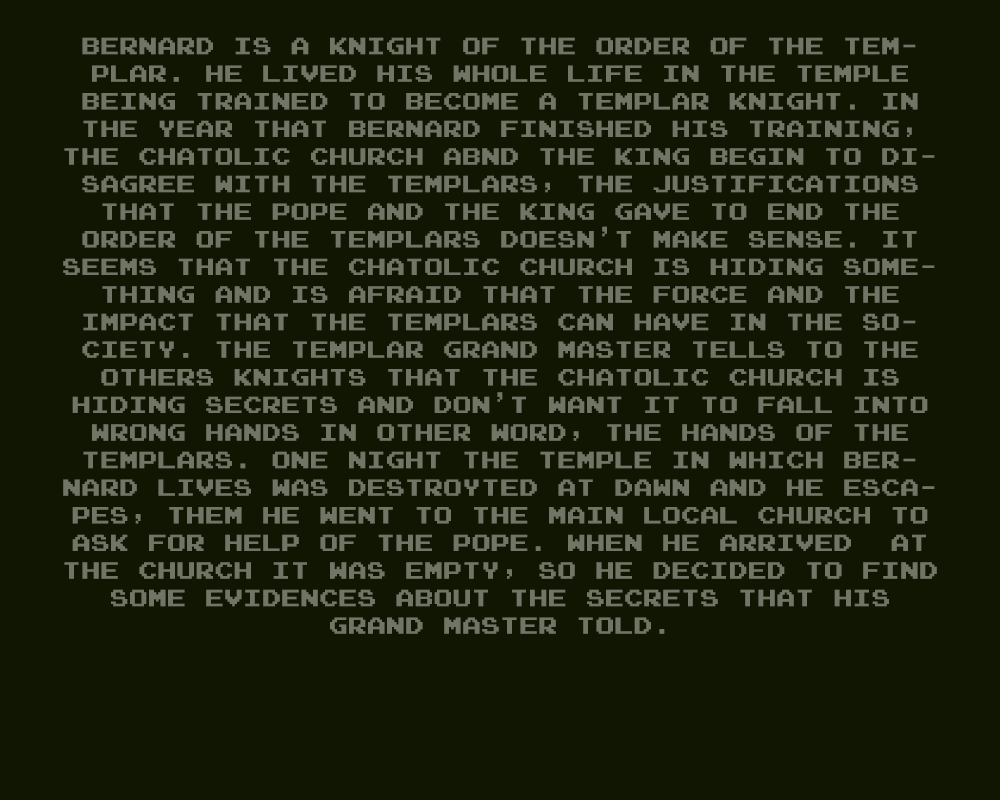 BERNARD IS A KNIGHT OF THE ORDER OF THE TEM-
PLAR. HE LIVED HIS WHOLE LIFE IN THE TEMPLE
BEING TRAINED TO BECOME A TEMPLAR KNIGHT. IN
THE YEAR THAT BERNARD FINISHED HIS TRAINING,
THE CHATOLIC CHURCH ABND THE KING BEGIN TO DI-
SAGREE WITH THE TEMPLARS, THE JUSTIFICATIONS
THAT THE POPE AND THE KING GAVE TO END THE
ORDER OF THE TEMPLARS DOESN'T MAKE SENSE. IT
SEEMS THAT THE CHATOLIC CHURCH IS HIDING SOME-
THING AND IS AFRAID THAT THE FORCE AND THE
IMPACT THAT THE TEMPLARS CAN HAVE IN THE SO-
CIETY. THE TEMPLAR GRAND MASTER TELLS TO THE
OTHERS KNIGHTS THAT THE CHATOLIC CHURCH IS
HIDING SECRETS AND DON'T WANT IT TO FALL INTO
WRONG HANDS IN OTHER WORD, THE HANDS OF THE
TEMPLARS. ONE NIGHT THE TEMPLE IN WHICH BER-
NARD LIVES WAS DESTROYTED AT DAWN AND HE ESCA-
PES, THEM HE WENT TO THE MAIN LOCAL CHURCH TO
ASK FOR HELP OF THE POPE. WHEN HE ARRIVED  AT
THE CHURCH IT WAS EMPTY, SO HE DECIDED TO FIND
SOME EVIDENCES ABOUT THE SECRETS THAT HIS
GRAND MASTER TOLD.